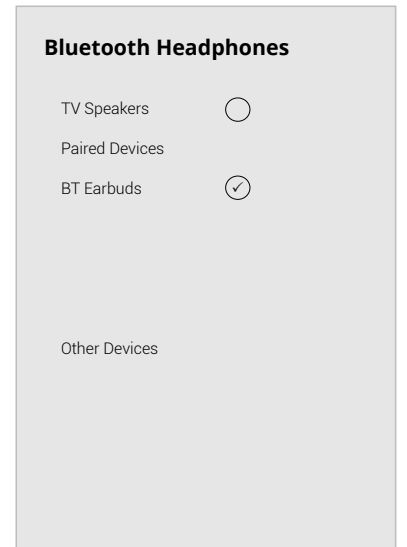 Bluetooth Headphones
TV Speakers
Paired Devices
BT Earbuds
Other Devices